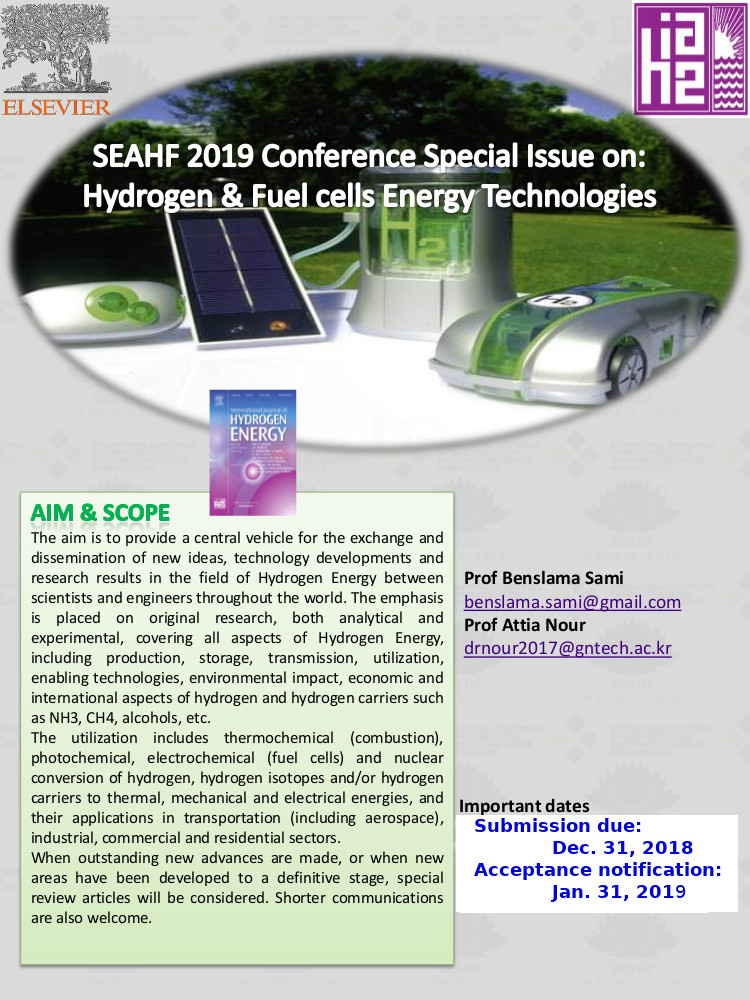 ELSEVIER
SEAHF 2019 Conference Special Issue on:
Hydrogen & Fuel cells Energy Technologies
H2
H2
International Journal of
HYDROGEN
ENERGY
AIM & SCOPE
The aim is to provide a central vehicle for the exchange and
dissemination of new ideas, technology developments and
research results in the field of Hydrogen Energy between
scientists and engineers throughout the world. The emphasis
is placed on original research, both analytical and
experimental, covering all aspects of Hydrogen Energy,
including production, storage, transmission, utilization,
enabling technologies, environmental impact, economic and
international aspects of hydrogen and hydrogen carriers such
as NH3, CH4, alcohols, etc.
The utilization includes thermochemical (combustion),
photochemical, electrochemical (fuel cells) and nuclear
conversion of hydrogen, hydrogen isotopes and/or hydrogen
carriers to thermal, mechanical and electrical energies, and
their applications in transportation (including aerospace),
industrial, commercial and residential sectors.
When outstanding new advances are made, or when new
areas have been developed to a definitive stage, special
review articles will be considered. Shorter communications
are also welcome.
Prof Benslama Sami
benslama.sami@gmail.com
Prof Attia Nour
drnour2017@gntech.ac.kr
Important dates
Submission due:
Dec. 31, 2018
Acceptance notification:
Jan. 31, 2019